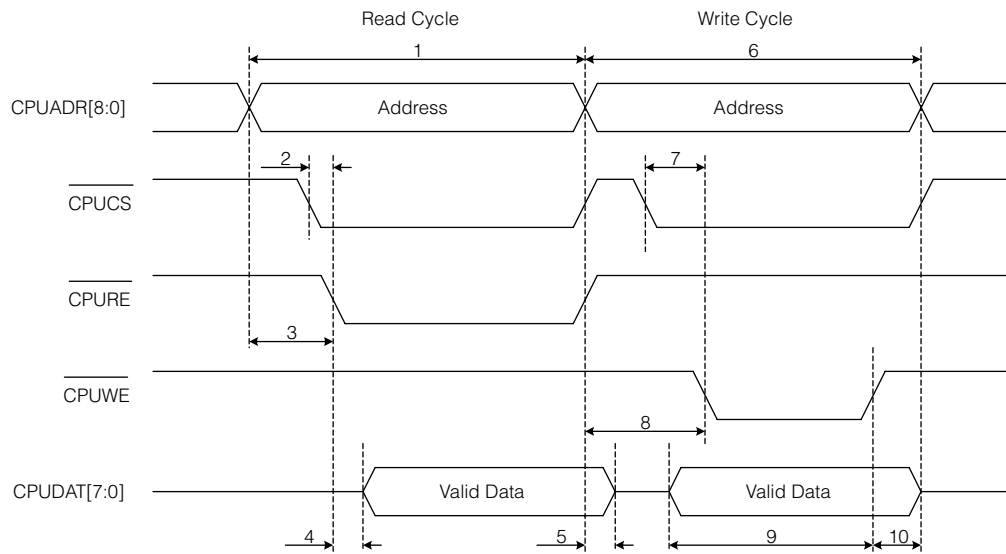 Read Cycle Write Cycle
1 6
CPUADR[8:0] Address Address
2 7
CPUCS
CPURE
3
CPUWE
8
CPUDAT[7:0] Valid Data Valid Data
4 5 9 10